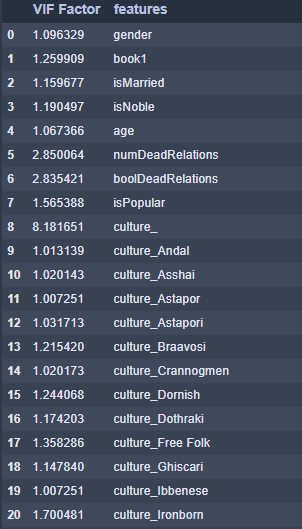 VIF Factor features
0 1.096329 gender
1 1.259909 book1
2 1.159677 isMarried
3 1.190497 isNoble
4 1.067366 age
5 2.850064 numDeadRelations
6 2.835421 boolDeadRelations
7 1.565388 isPopular
8 8.181651 culture_
9 1.013139 culture_Andal
10 1.020143 culture_Asshai
11 1.007251 culture_Astapor
12 1.031713 culture_Astapori
13 1.215420 culture_Braavosi
14 1.020173 culture_Crannogmen
15 1.244068 culture_Dornish
16 1.174203 culture_Dothraki
17 1.358286 culture_Free Folk
18 1.147840 culture_Ghiscari
19 1.007251 culture_Ibbenese
20 1.700481 culture_Ironborn